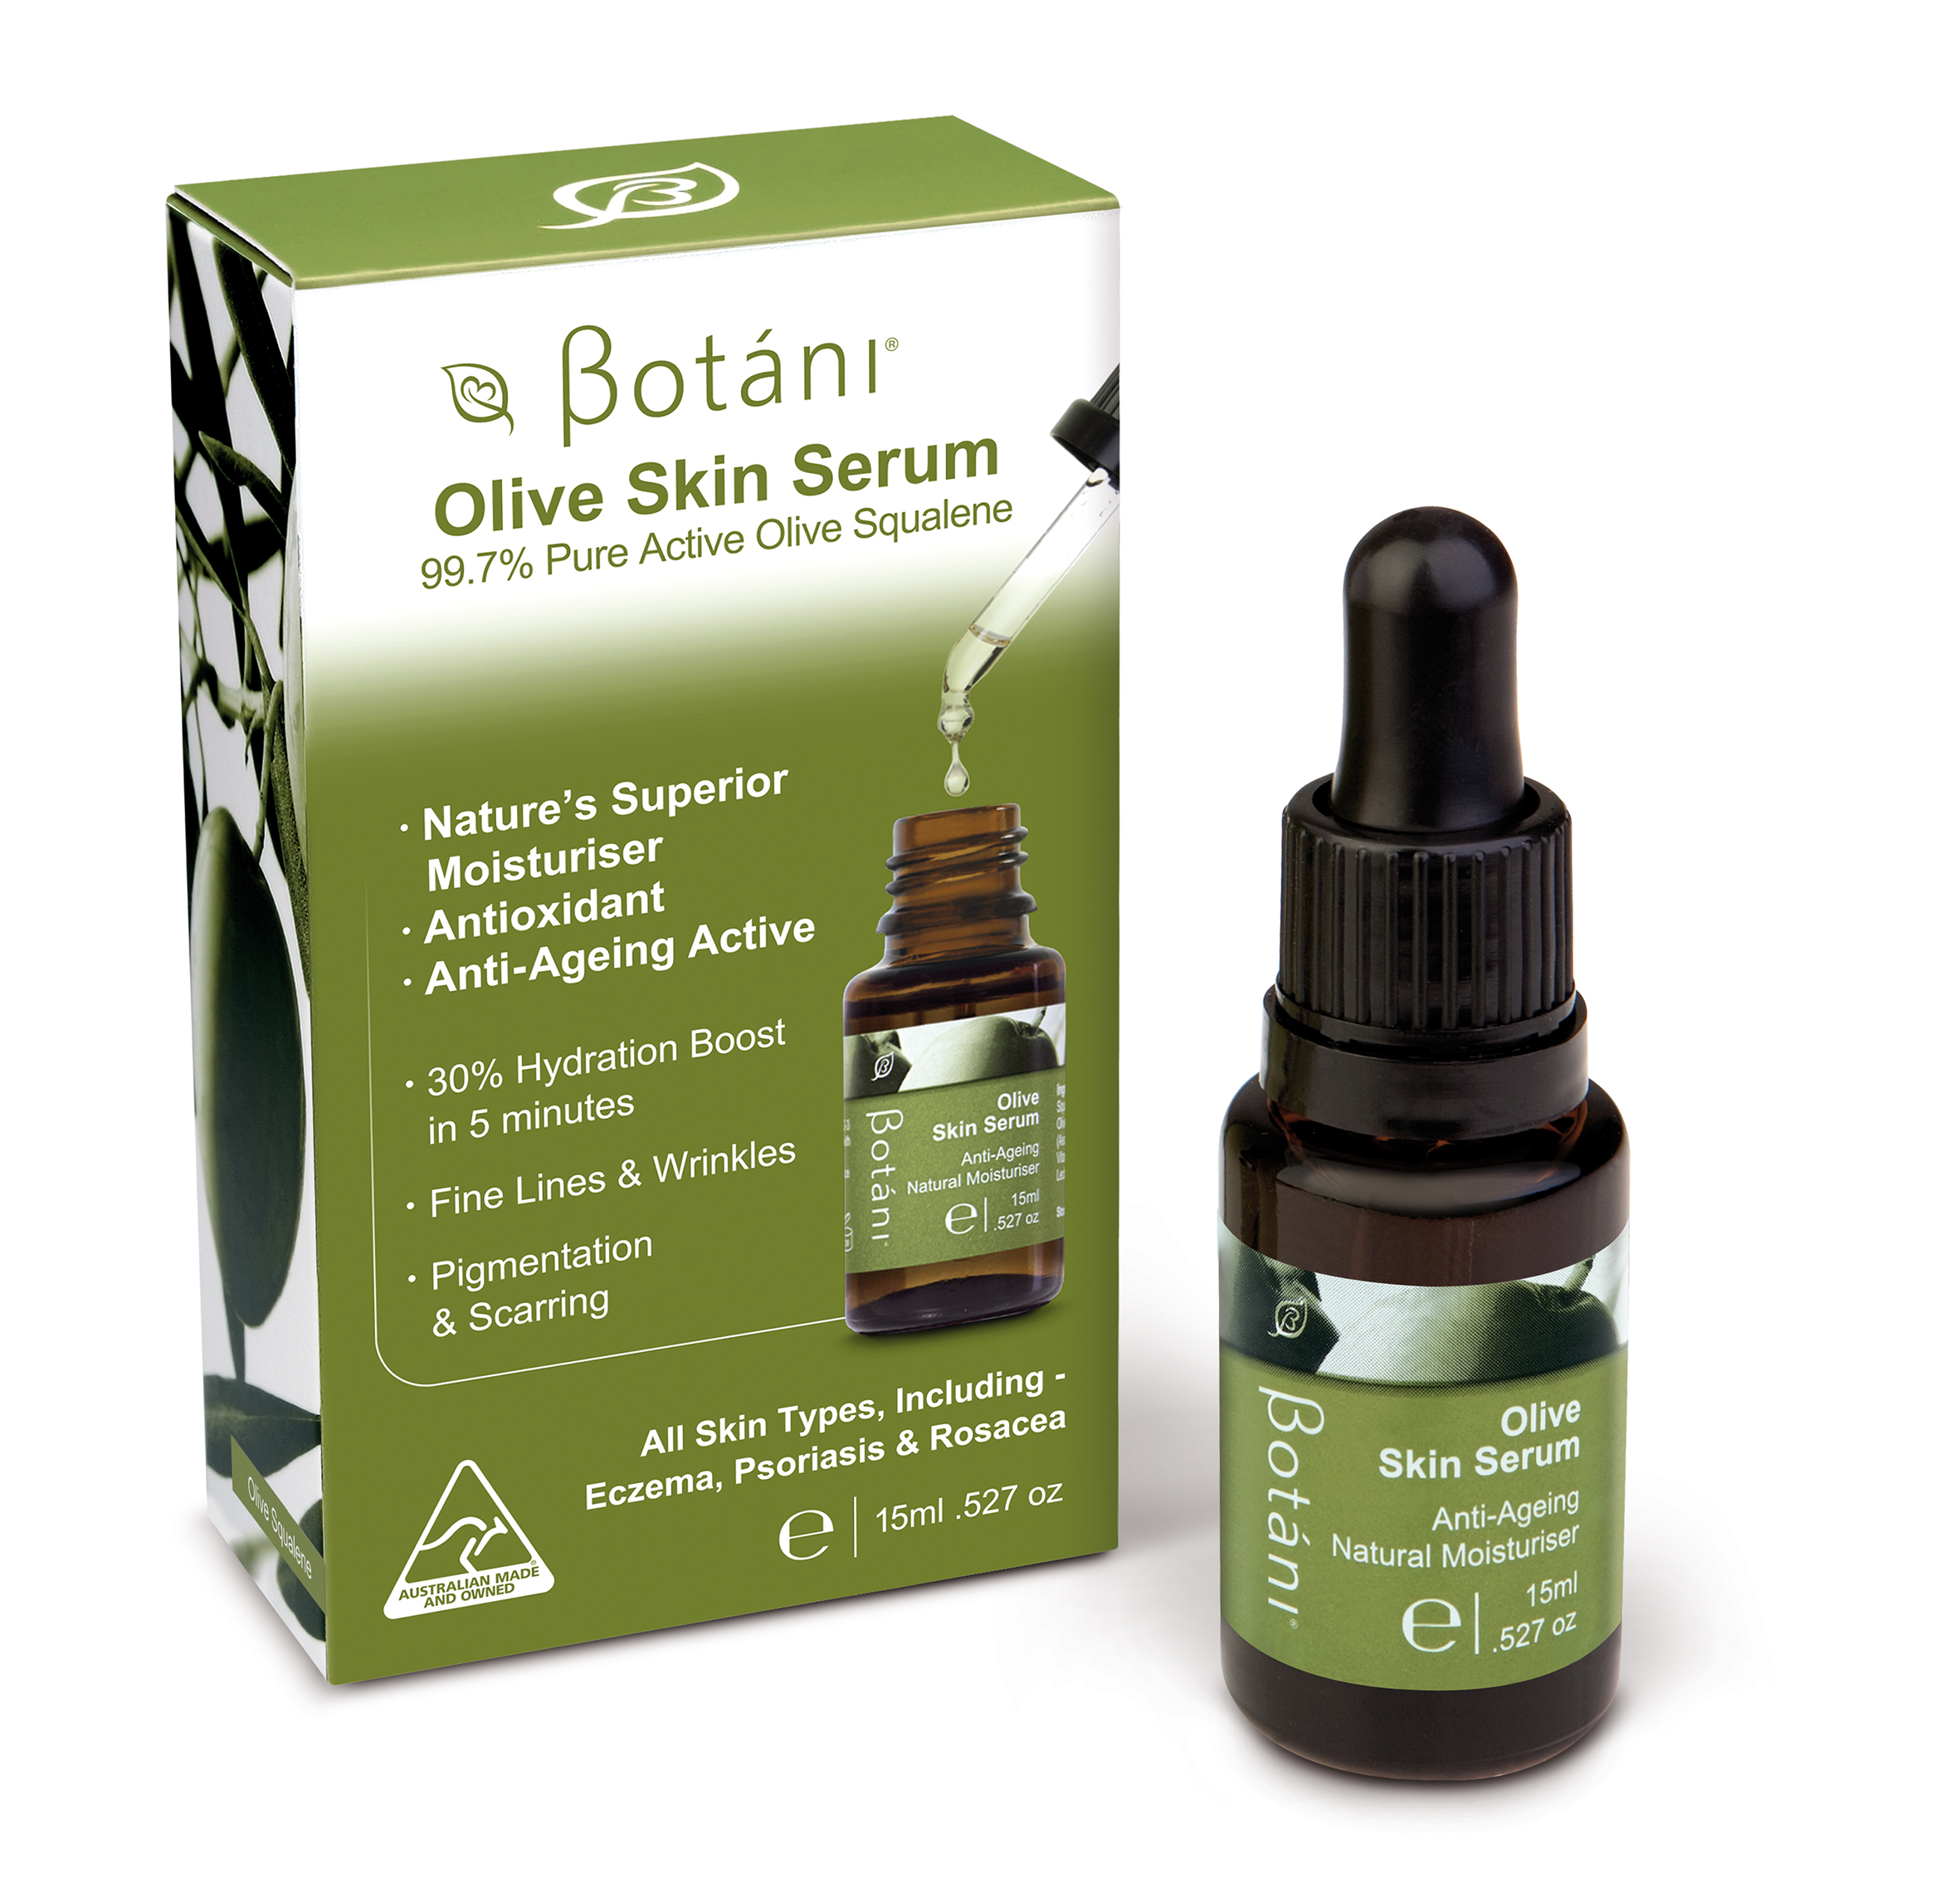 βotánı®
Olive Skin Serum
99.7% Pure Active Olive Squalene
· Nature’s Superior
Moisturiser
· Antioxidant
· Anti-Ageing Active
· 30% Hydration Boost
in 5 minutes
· Fine Lines & Wrinkles
· Pigmentation
& Scarring
All Skin Types, Including -
Eczema, Psoriasis & Rosacea
℮ 15ml .527 oz
AUSTRALIAN MADE
AND OWNED
Olive Squalene
βotánı
Olive
Skin Serum
Anti-Ageing
Natural Moisturiser
℮ 15ml
.527 oz
βotánı®
Olive
Skin Serum
Anti-Ageing
Natural Moisturiser
℮ 15ml
.527 oz